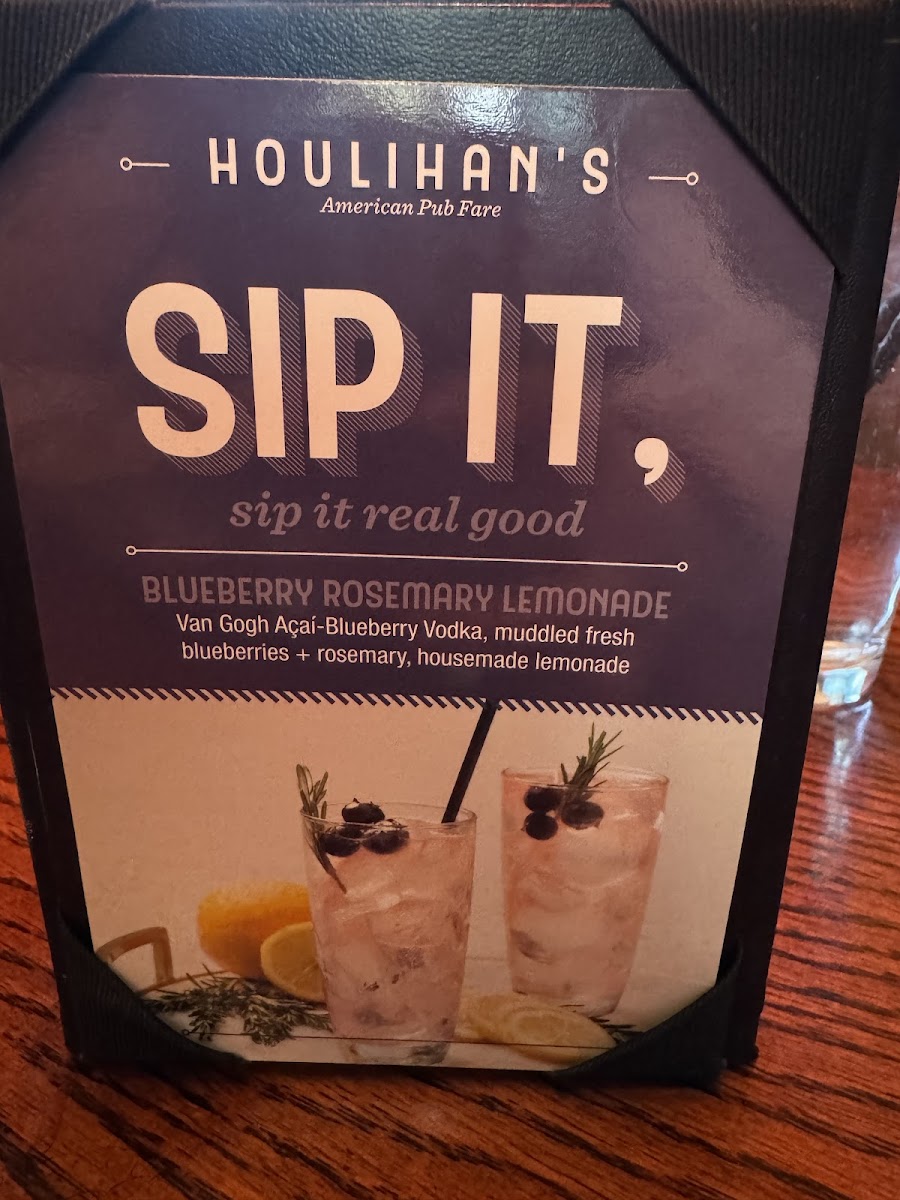 HOULIHAN'S
American Pub Fare
SIP IT,
sip it real good
BLUEBERRY ROSEMARY LEMONADE
Van Gogh Açaí-Blueberry Vodka, muddled fresh
blueberries + rosemary, housemade lemonade